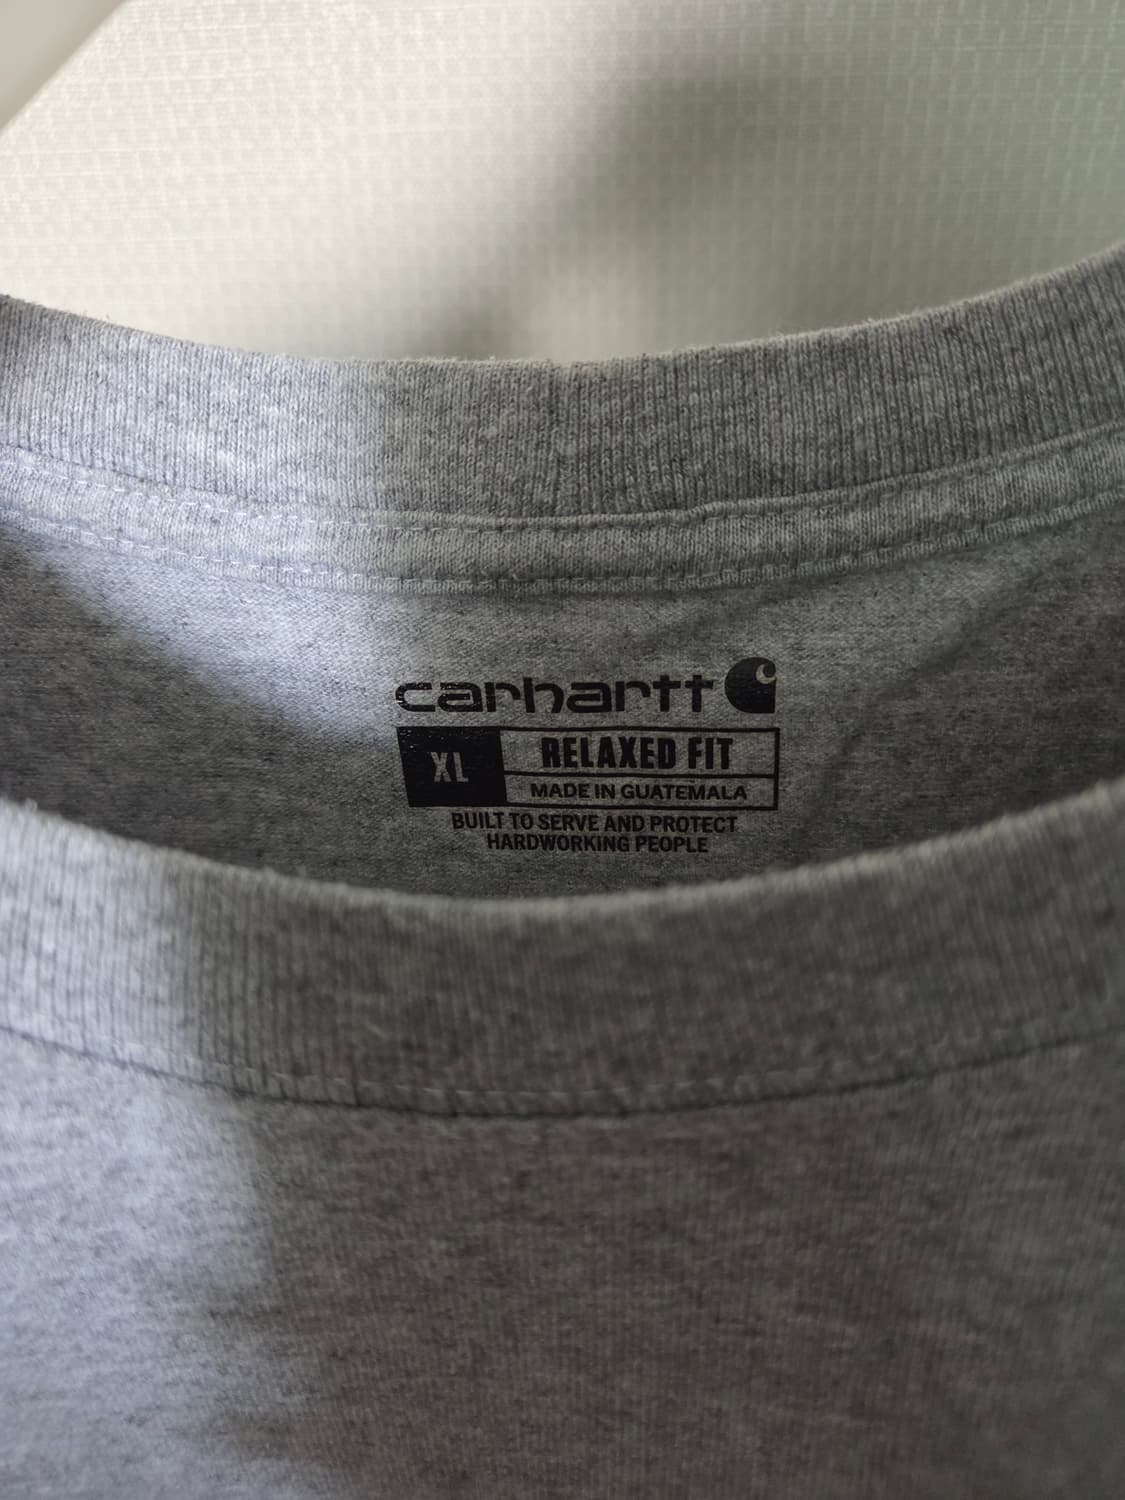 carhartt
XL
RELAXED FIT
MADE IN GUATEMALA
BUILT TO SERVE AND PROTECT
HARDWORKING PEOPLE